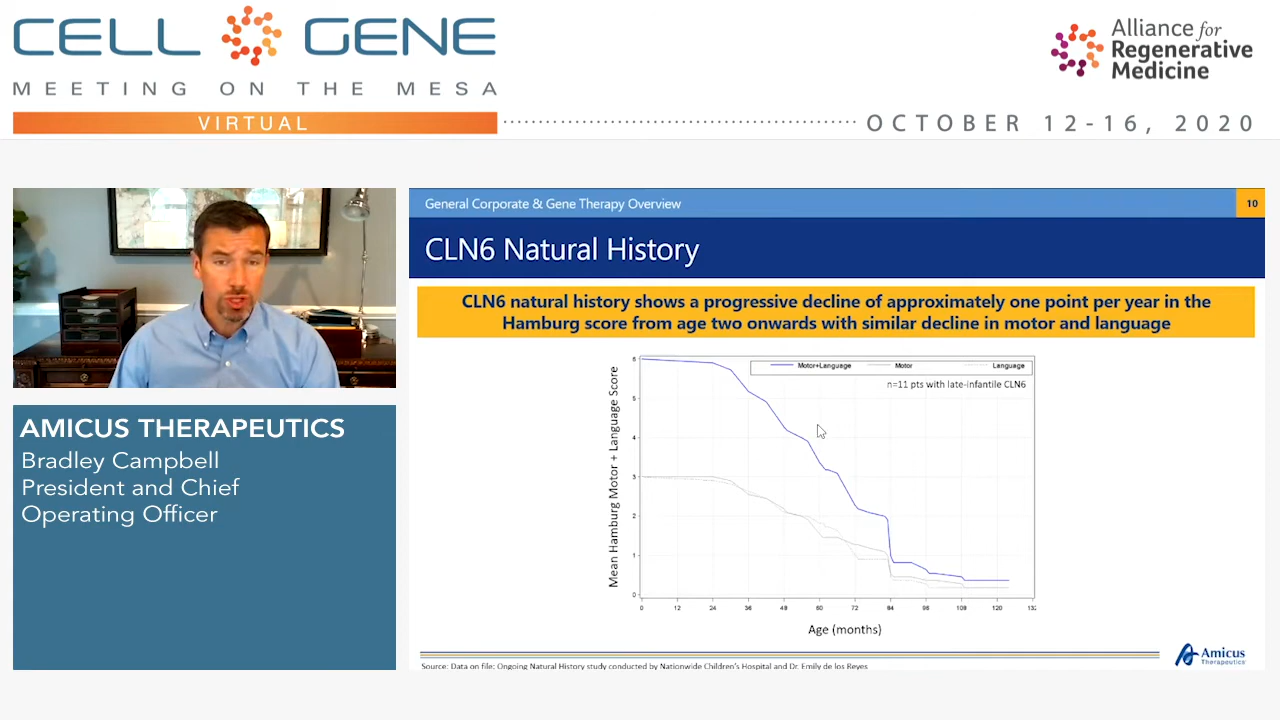 CELL GENE
MEETING ON THE MESA
VIRTUAL
Alliance for
Regenerative
Medicine
OCTOBER 12-16, 2020
General Corporate & Gene Therapy Overview
10
CLN6 Natural History
CLN6 natural history shows a progressive decline of approximately one point per year in the
Hamburg score from age two onwards with similar decline in motor and language
Motor+Language Motor Language
n=11 pts with late-infantile CLN6
Mean Hamburg Motor + Language Score
6
5
4
3
2
1
0
0 12 24 36 48 60 72 84 96 108 120 132
Age (months)
Source: Data on file: Ongoing Natural History study conducted by Nationwide Children's Hospital and Dr. Emily de los Reyes
Amicus
Therapeutics
AMICUS THERAPEUTICS
Bradley Campbell
President and Chief
Operating Officer